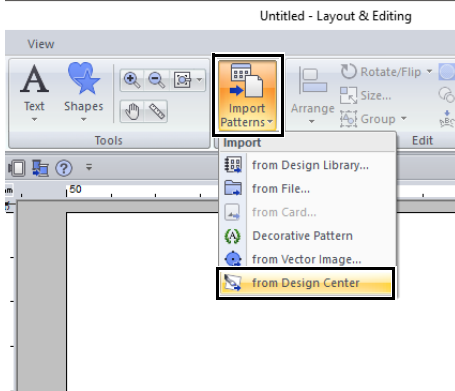 Untitled - Layout & Editing
View
Text
Shapes
Import
Patterns
Arrange
Rotate/Flip
Size...
Group
Tools
Edit
Import
from Design Library...
from File...
from Card...
Decorative Pattern
from Vector Image...
from Design Center
50